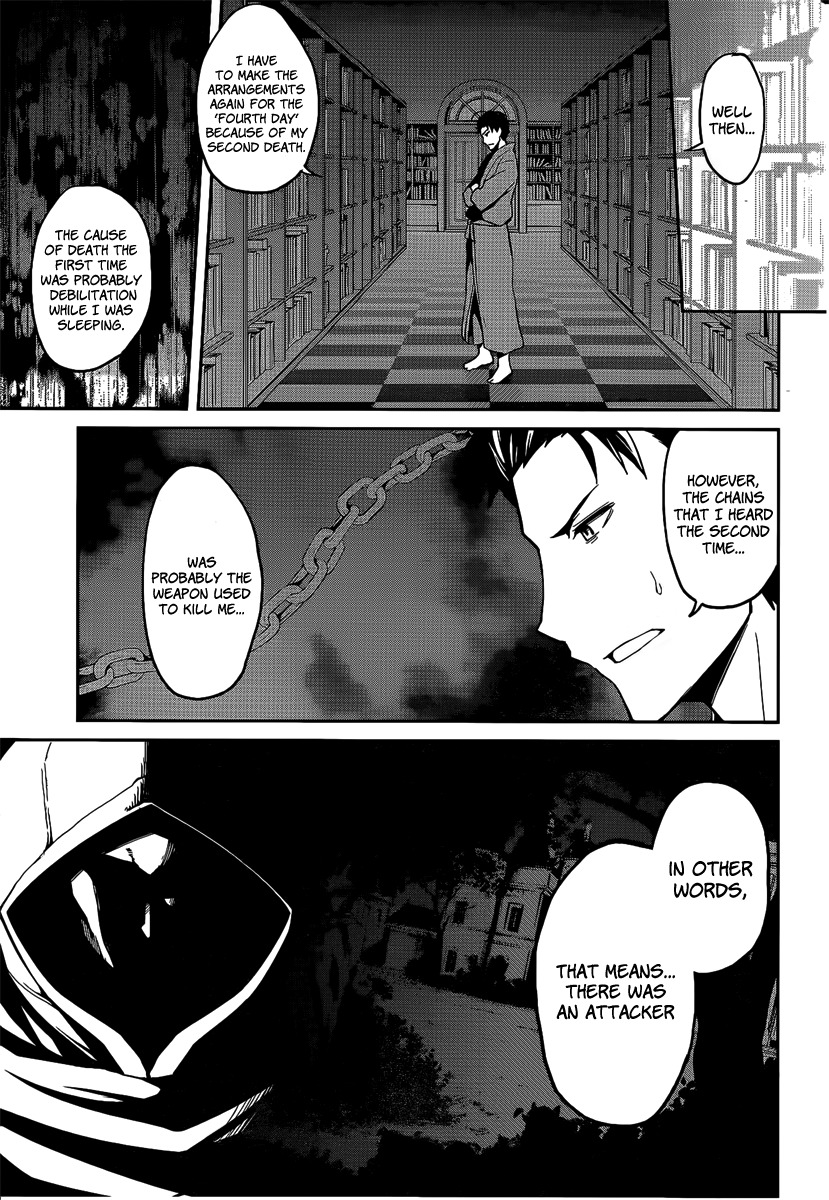 WELL
THEN...
I HAVE
TO MAKE THE
ARRANGEMENTS
AGAIN FOR THE
'FOURTH DAY'
BECAUSE OF MY
SECOND DEATH.
THE CAUSE
OF DEATH THE
FIRST TIME
WAS PROBABLY
DEBILITATION
WHILE I WAS
SLEEPING.
HOWEVER,
THE CHAINS
THAT I HEARD
THE SECOND
TIME...
WAS
PROBABLY THE
WEAPON USED
TO KILL ME...
IN OTHER
WORDS,
THAT MEANS...
THERE WAS
AN ATTACKER